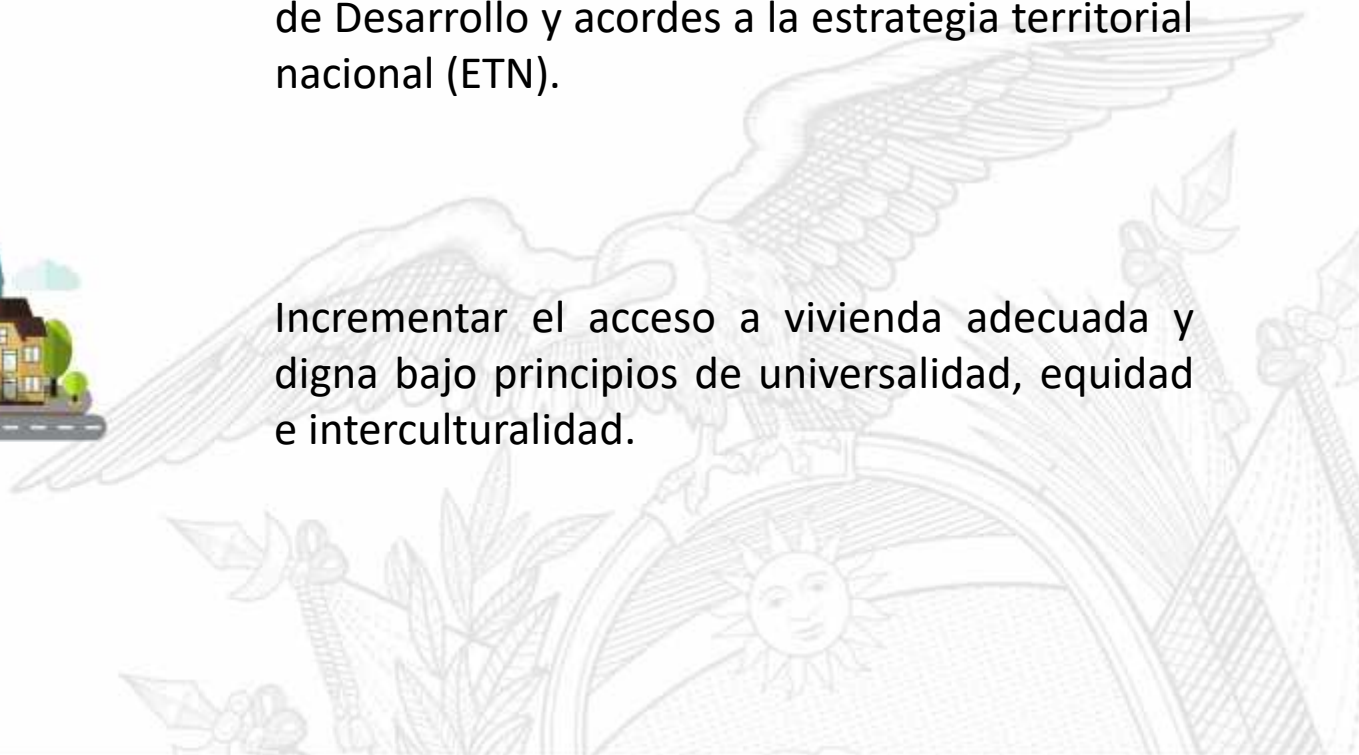 de Desarrollo y acordes a la estrategia territorial
nacional (ETN).
Incrementar el acceso a vivienda adecuada y
digna bajo principios de universalidad, equidad
e interculturalidad.